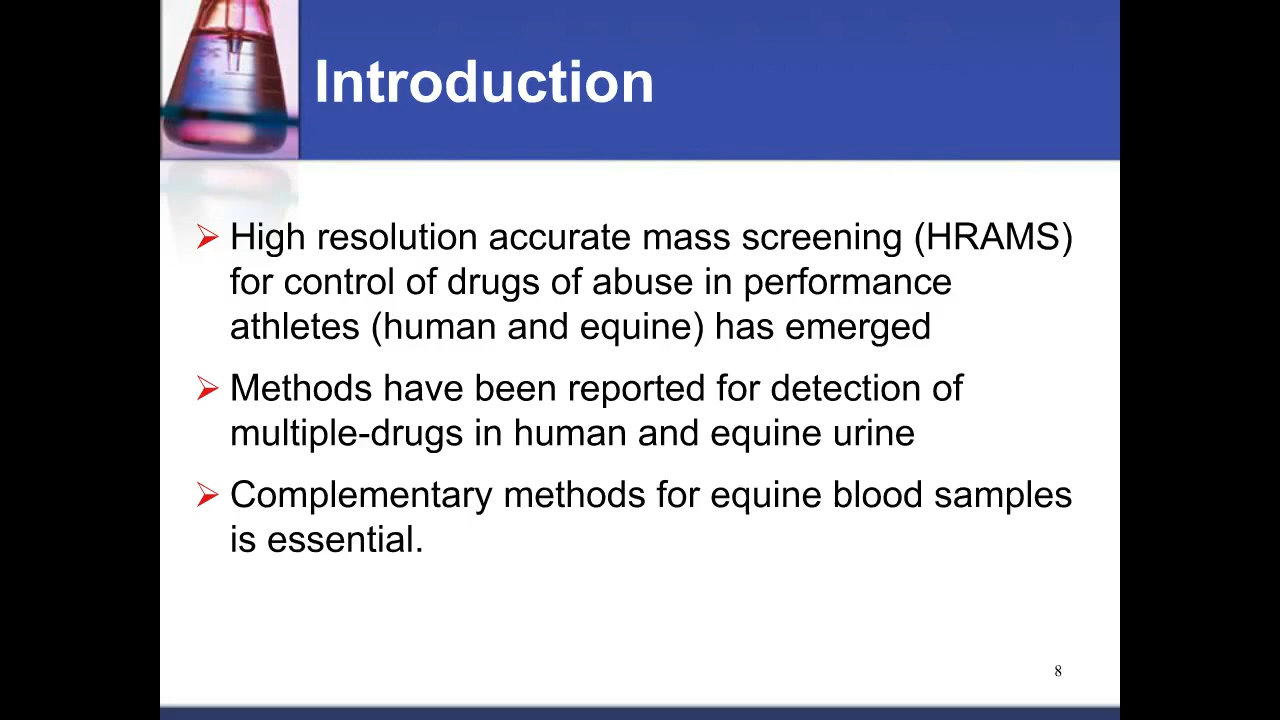 Introduction
High resolution accurate mass screening (HRAMS)
for control of drugs of abuse in performance
athletes (human and equine) has emerged
Methods have been reported for detection of
multiple-drugs in human and equine urine
Complementary methods for equine blood samples
is essential.
8